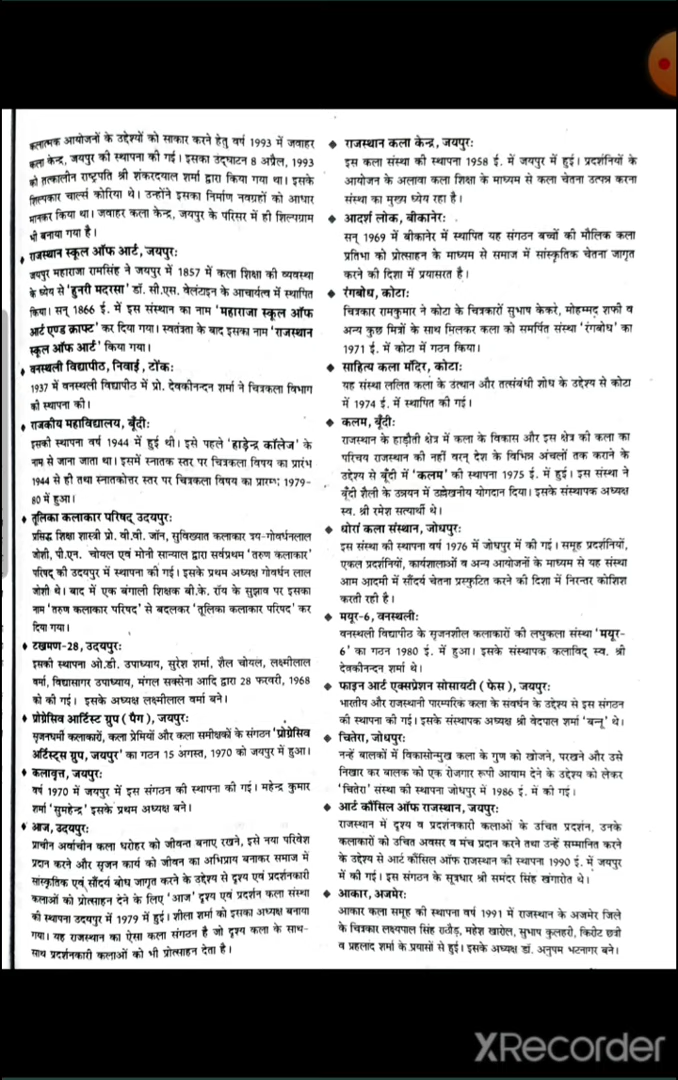 कलात्मक आयोजनों के उद्देश्यों को साकार करने हेतु वर्ष 1993 में जवाहर
कला केन्द्र, जयपुर की स्थापना की गई। इसका उद्घाटन 8 अप्रैल, 1993
को तत्कालीन राष्ट्रपति श्री शंकरदयाल शर्मा द्वारा किया गया था। इसके
शिल्पकार चार्ल्स कोरिया थे। उन्होंने इसका निर्माण नवग्रहों को आधार
मानकर किया था। जवाहर कला केन्द्र, जयपुर के परिसर में ही शिल्पग्राम
भी बनाया गया है।
♦ राजस्थान स्कूल ऑफ आर्ट, जयपुरः
जयपुर महाराजा रामसिंह ने जयपुर में 1857 में कला शिक्षा की व्यवस्था
के ध्येय से 'हुनरी मदरसा' डॉ. सी.एस. वेलंटाइन के आचार्यत्व में स्थापित
किया। सन् 1866 ई. में इस संस्थान का नाम 'महाराजा स्कूल ऑफ
आर्ट एण्ड क्राफ्ट' कर दिया गया। स्वतंत्रता के बाद इसका नाम 'राजस्थान
स्कूल ऑफ आर्ट' किया गया।
♦ वनस्थली विद्यापीठ, निवाई, टोंकः
1937 में वनस्थली विद्यापीठ में प्रो. देवकीनन्दन शर्मा ने चित्रकला विभाग
की स्थापना की।
♦ राजकीय महाविद्यालय, बूँदीः
इसकी स्थापना वर्ष 1944 में हुई थी। इसे पहले 'हाड़ेन्द्र कॉलेज' के
नाम से जाना जाता था। इसमें स्नातक स्तर पर चित्रकला विषय का प्रारंभ
1944 से ही तथा स्नातकोत्तर स्तर पर चित्रकला विषय का प्रारम्भ 1979-
80 में हुआ।
♦ तूलिका कलाकार परिषद् उदयपुरः
प्रसिद्ध शिक्षा शास्त्री प्रो. वी.वी. जॉन, सुविख्यात कलाकार त्रय-गोवर्धनलाल
जोशी, पी.एन. चोयल एवं मोनी सान्याल द्वारा सर्वप्रथम 'तरुण कलाकार'
परिषद् की उदयपुर में स्थापना की गई। इसके प्रथम अध्यक्ष गोवर्धन लाल
जोशी थे। बाद में एक बंगाली शिक्षक बी.के. रॉय के सुझाव पर इसका
नाम 'तरुण कलाकार परिषद' से बदलकर 'तूलिका कलाकार परिषद' कर
दिया गया।
♦ टखमण-28, उदयपुरः
इसकी स्थापना ओ.डी. उपाध्याय, सुरेश शर्मा, शैल चोयल, लक्ष्मीलाल
वर्मा, विद्यासागर उपाध्याय, मंगल सक्सेना आदि द्वारा 28 फरवरी, 1968
को की गई। इसके अध्यक्ष लक्ष्मीलाल वर्मा बने।
♦ प्रोग्रेसिव आर्टिस्ट ग्रुप (पैग), जयपुरः
सृजनधर्मी कलाकारों, कला प्रेमियों और कला समीक्षकों के संगठन 'प्रोग्रेसिव
आर्टिस्ट्स ग्रुप, जयपुर' का गठन 15 अगस्त, 1970 को जयपुर में हुआ।
♦ कलावृत्त, जयपुरः
वर्ष 1970 में जयपुर में इस संगठन की स्थापना की गई। महेन्द्र कुमार
शर्मा 'सुमहेन्द्र' इसके प्रथम अध्यक्ष बने।
♦ आज, उदयपुरः
प्राचीन अर्वाचीन कला धरोहर को जीवन्त बनाए रखने, इसे नया परिवेश
प्रदान करने और सृजन कार्य को जीवन का अभिप्राय बनाकर समाज में
सांस्कृतिक एवं सौंदर्य बोध जागृत करने के उद्देश्य से दृश्य एवं प्रदर्शनकारी
कलाओं को प्रोत्साहन देने के लिए 'आज' दृश्य एवं प्रदर्शन कला संस्था
की स्थापना उदयपुर में 1979 में हुई। शीला शर्मा को इसका अध्यक्ष बनाया
गया। यह राजस्थान का ऐसा कला संगठन है जो दृश्य कला के साथ-
साथ प्रदर्शनकारी कलाओं को भी प्रोत्साहन देता है।
♦ राजस्थान कला केन्द्र, जयपुरः
इस कला संस्था की स्थापना 1958 ई. में जयपुर में हुई। प्रदर्शनियों के
आयोजन के अलावा कला शिक्षा के माध्यम से कला चेतना उत्पन्न करना
संस्था का मुख्य ध्येय रहा है।
♦ आदर्श लोक, बीकानेरः
सन् 1969 में बीकानेर में स्थापित यह संगठन बच्चों की मौलिक कला
प्रतिभा को प्रोत्साहन के माध्यम से समाज में सांस्कृतिक चेतना जागृत
करने की दिशा में प्रयासरत है।
♦ रंगबोध, कोटाः
चित्रकार रामकुमार ने कोटा के चित्रकारों सुभाष केकरे, मोहम्मद शफी व
अन्य कुछ मित्रों के साथ मिलकर कला को समर्पित संस्था 'रंगबोध' का
1971 ई. में कोटा में गठन किया।
♦ साहित्य कला मंदिर, कोटाः
यह संस्था ललित कला के उत्थान और तत्संबंधी शोध के उद्देश्य से कोटा
में 1974 ई. में स्थापित की गई।
♦ कलम, बूँदीः
राजस्थान के हाड़ौती क्षेत्र में कला के विकास और इस क्षेत्र की कला का
परिचय राजस्थान की नहीं वरन् देश के विभिन्न अंचलों तक कराने के
उद्देश्य से बूँदी में 'कलम' की स्थापना 1975 ई. में हुई। इस संस्था ने
बूँदी शैली के उन्नयन में उल्लेखनीय योगदान दिया। इसके संस्थापक अध्यक्ष
स्व. श्री रमेश सत्यार्थी थे।
♦ धोरां कला संस्थान, जोधपुरः
इस संस्था की स्थापना वर्ष 1976 में जोधपुर में की गई। समूह प्रदर्शनियों,
एकल प्रदर्शनियों, कार्यशालाओं व अन्य आयोजनों के माध्यम से यह संस्था
आम आदमी में सौंदर्य चेतना प्रस्फुटित करने की दिशा में निरन्तर कोशिश
करती रही है।
♦ मयूर-6, वनस्थलीः
वनस्थली विद्यापीठ के सृजनशील कलाकारों की लघुकला संस्था 'मयूर-
6' का गठन 1980 ई. में हुआ। इसके संस्थापक कलाविद् स्व. श्री
देवकीनन्दन शर्मा थे।
♦ फाइन आर्ट एक्सप्रेशन सोसायटी (फेस), जयपुरः
भारतीय और राजस्थानी पारम्परिक कला के संवर्धन के उद्देश्य से इस संगठन
की स्थापना की गई। इसके संस्थापक अध्यक्ष श्री वेदपाल शर्मा 'बन्नू' थे।
♦ चितेरा, जोधपुरः
नन्हें बालकों में विकासोन्मुख कला के गुण को खोजने, परखने और उसे
निखार कर बालक को एक रोजगार रूपी आयाम देने के उद्देश्य को लेकर
'चितेरा' संस्था की स्थापना जोधपुर में 1986 ई. में की गई।
♦ आर्ट कौंसिल ऑफ राजस्थान, जयपुरः
राजस्थान में दृश्य व प्रदर्शनकारी कलाओं के उचित प्रदर्शन, उनके
कलाकारों को उचित अवसर व मंच प्रदान करने तथा उन्हें सम्मानित करने
के उद्देश्य से आर्ट कौंसिल ऑफ राजस्थान की स्थापना 1990 ई. में जयपुर
में की गई। इस संगठन के सूत्रधार श्री समंदर सिंह खंगारोत थे।
♦ आकार, अजमेरः
आकार कला समूह की स्थापना वर्ष 1991 में राजस्थान के अजमेर जिले
के चित्रकार लक्ष्यपाल सिंह राठौड़, महेश खारोल, सुभाष कुलहरी, किरीट छत्री
व प्रहलाद शर्मा के प्रयासों से हुई। इसके अध्यक्ष डॉ. अनुपम भटनागर बने।
XRecorder